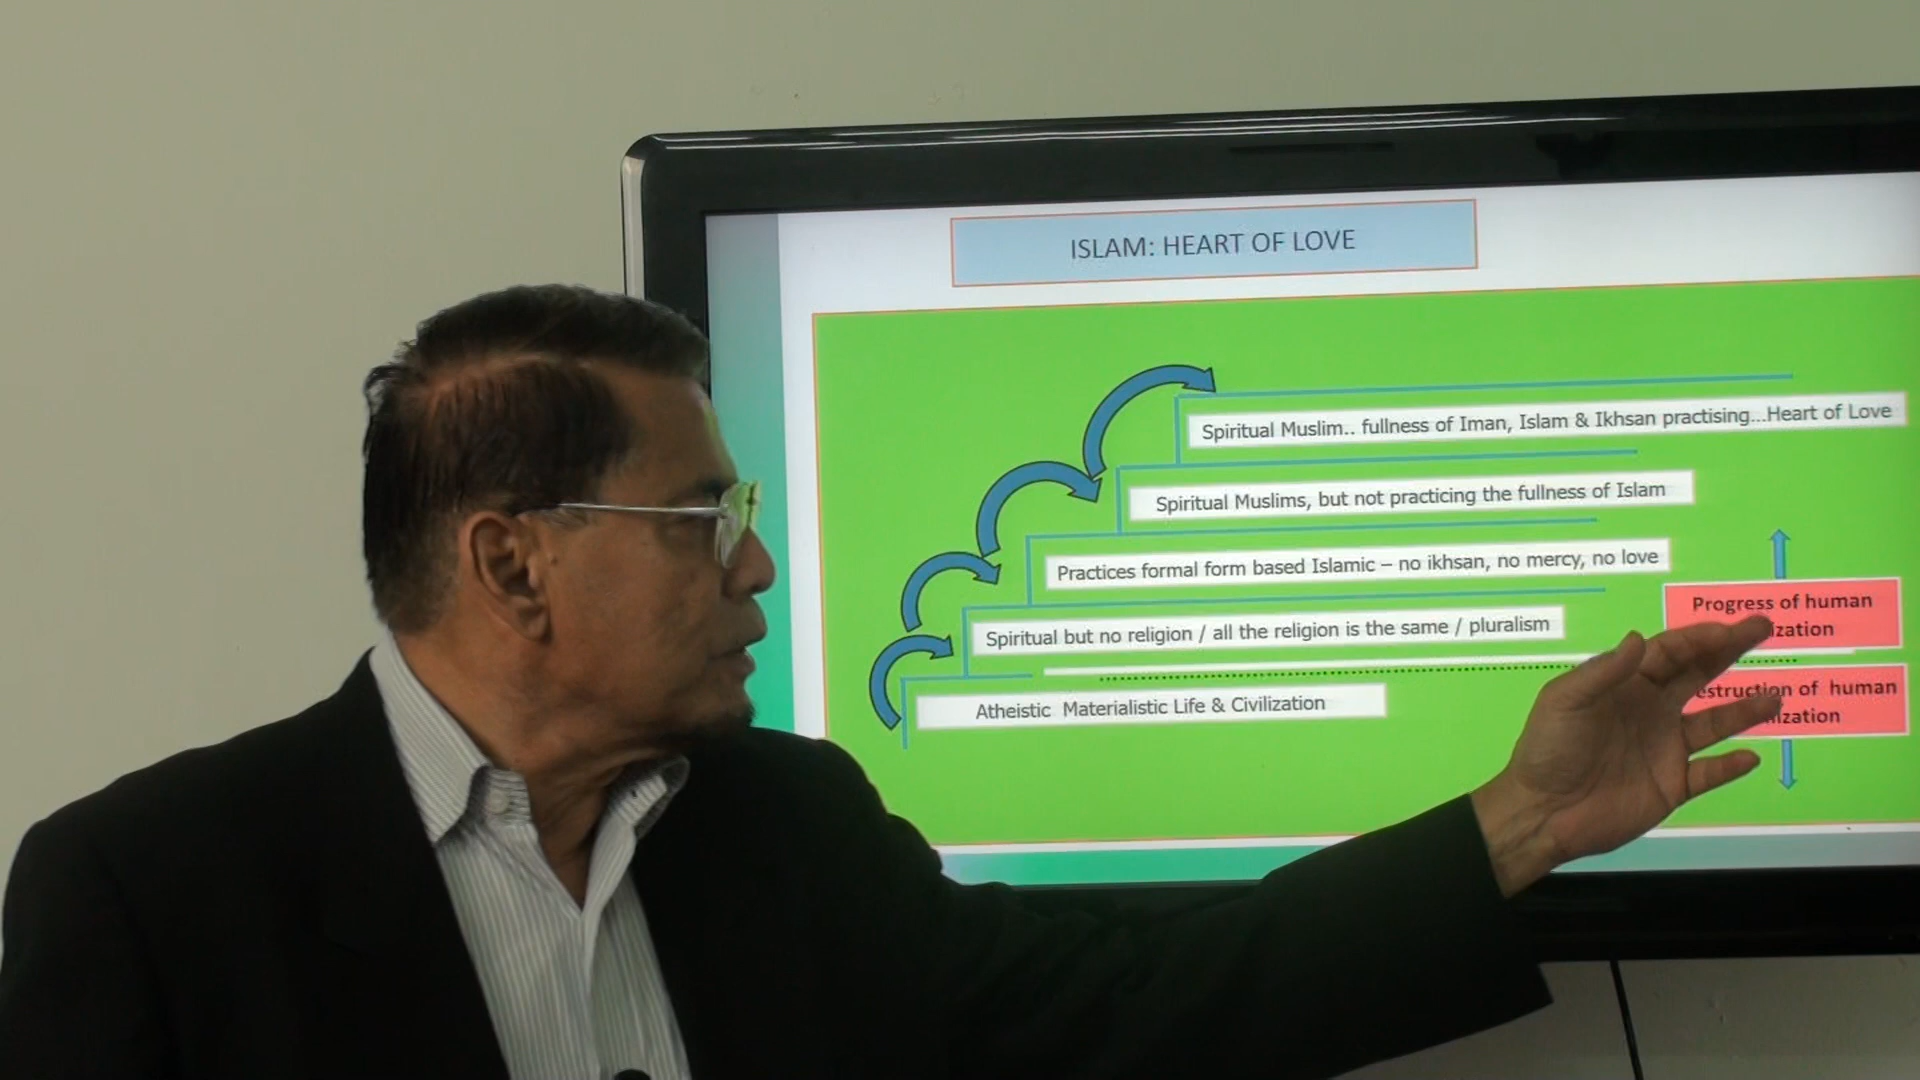 ISLAM: HEART OF LOVE
Spiritual Muslim.. fullness of Iman, Islam & Ikhsan practising...Heart of Love
Spiritual Muslims, but not practicing the fullness of Islam
Practices formal form based Islamic – no ikhsan, no mercy, no love
Spiritual but no religion / all the religion is the same / pluralism
Atheistic Materialistic Life & Civilization
Progress of human
ization
estruction of human
ization